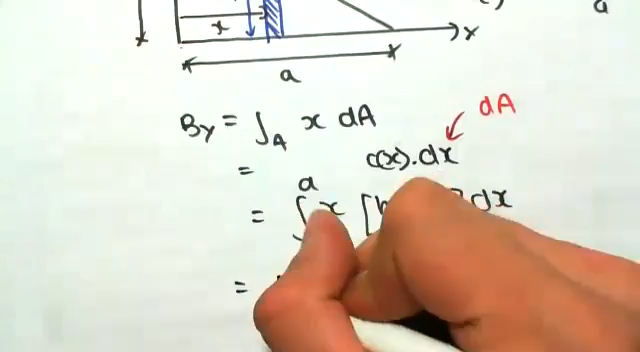 x
x
a
a
By = ∫A x dA
dA
= c(x).dx
= ∫ a x [ dx
=